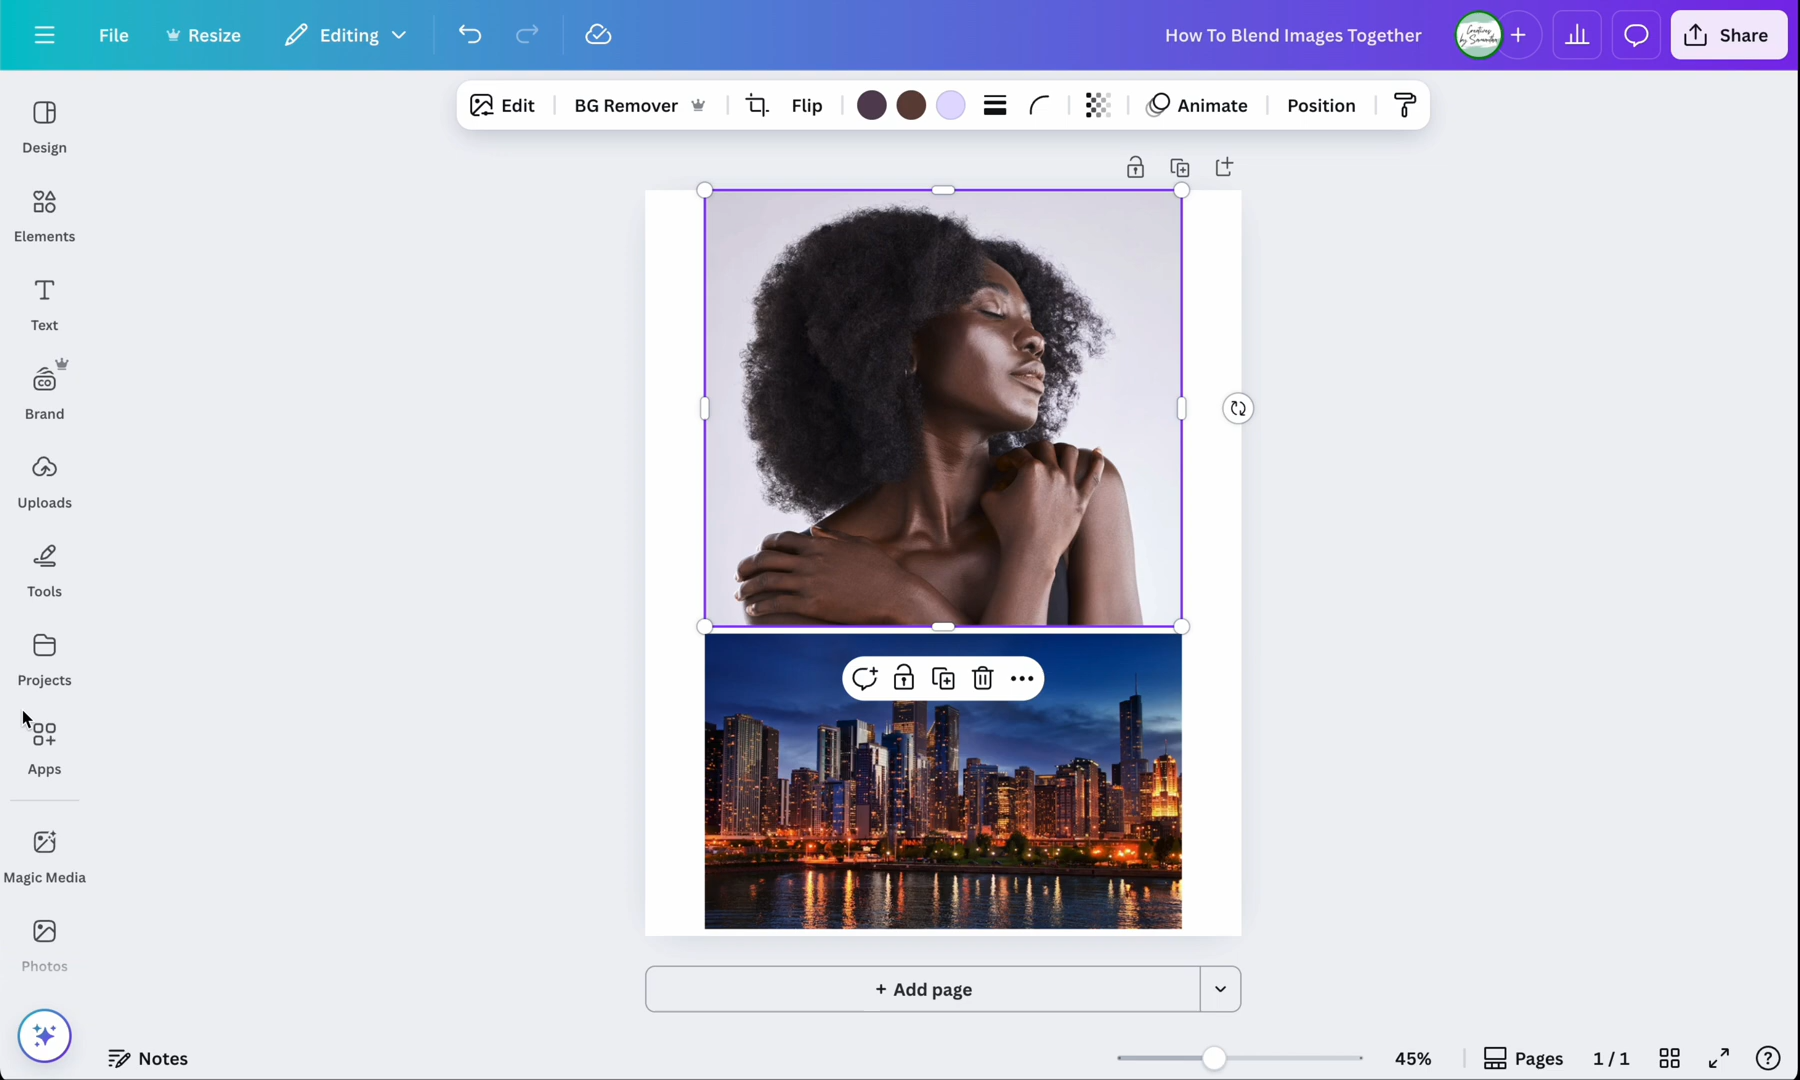 File
Resize
Editing
How To Blend Images Together
Share
Edit
BG Remover
Flip
Animate
Position
Design
Elements
Text
Brand
Uploads
Tools
Projects
Apps
Magic Media
Photos
+ Add page
Notes
45%
Pages
1 / 1